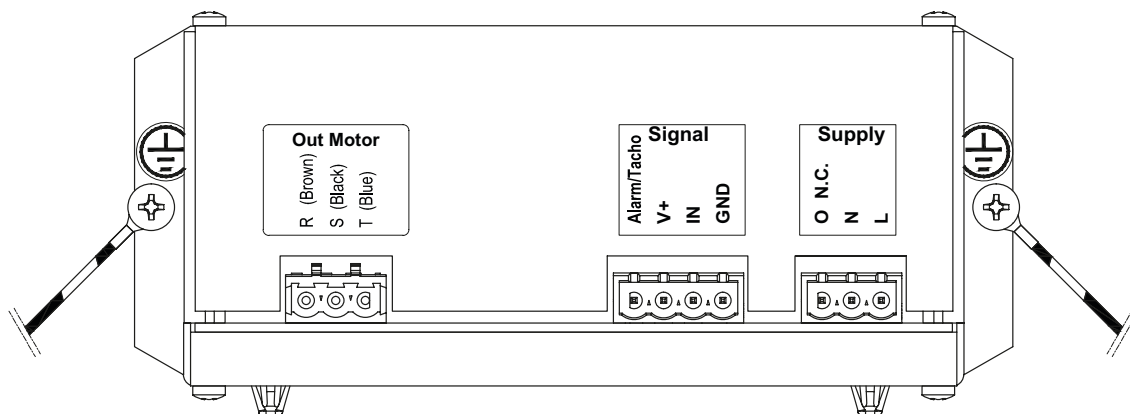 Out Motor
R (Brown)
S (Black)
T (Blue)
Signal
Alarm/Tacho
V+
IN
GND
Supply
O N.C.
N
L